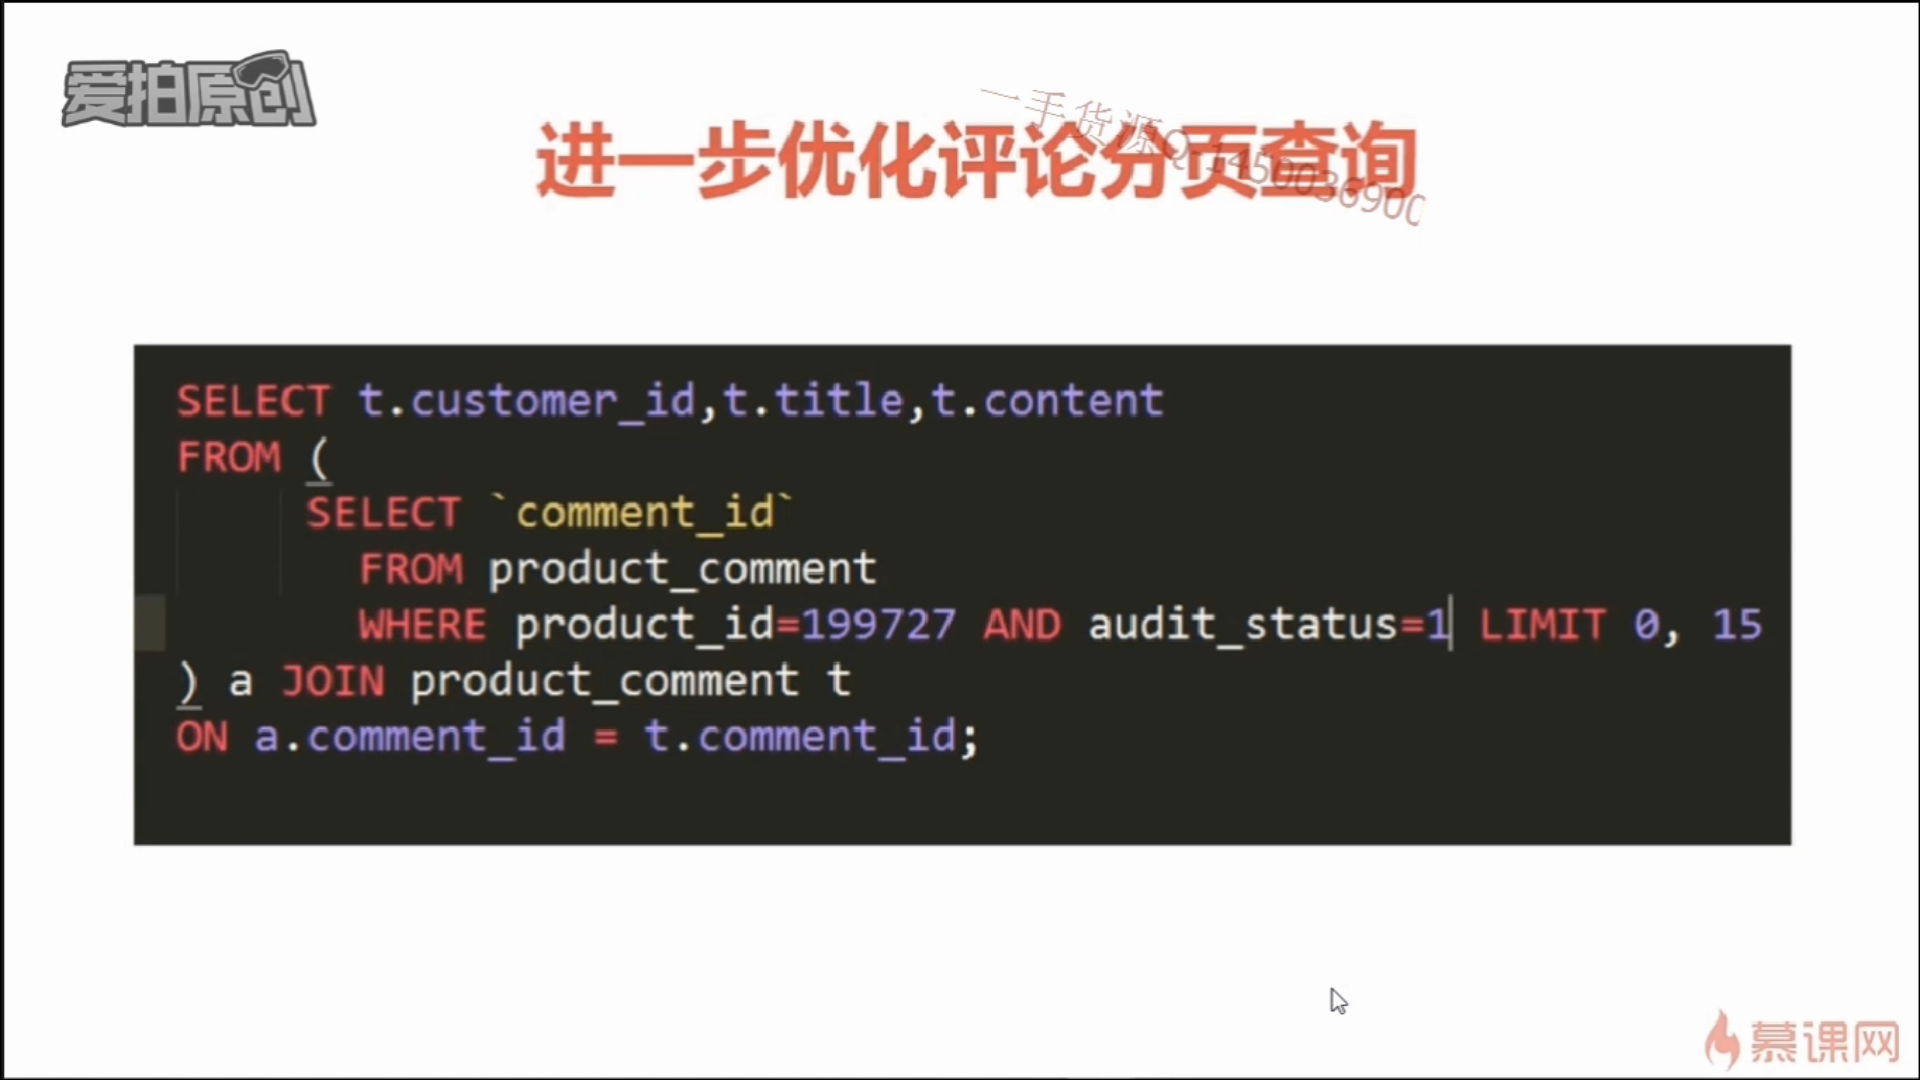 爱拍原创
一手货源Q-1450036900
进一步优化评论分页查询
SELECT t.customer_id,t.title,t.content
FROM (
SELECT `comment_id`
FROM product_comment
WHERE product_id=199727 AND audit_status=1 LIMIT 0, 15
) a JOIN product_comment t
ON a.comment_id = t.comment_id;
慕课网